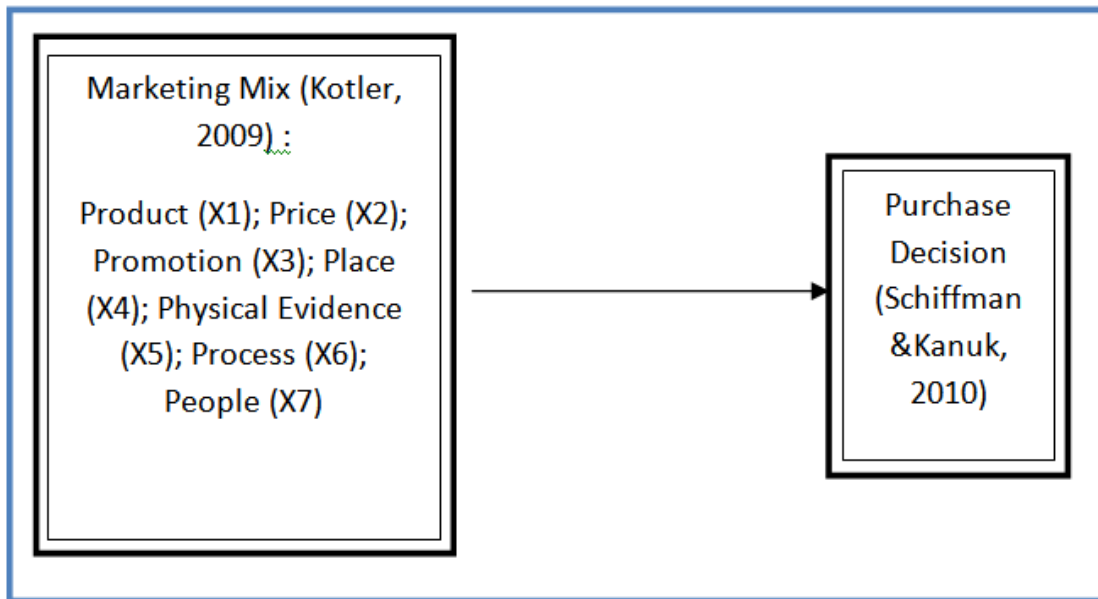 Marketing Mix (Kotler,
2009) :
Product (X1); Price (X2);
Promotion (X3); Place
(X4); Physical Evidence
(X5); Process (X6);
People (X7)
Purchase
Decision
(Schiffman
&Kanuk,
2010)